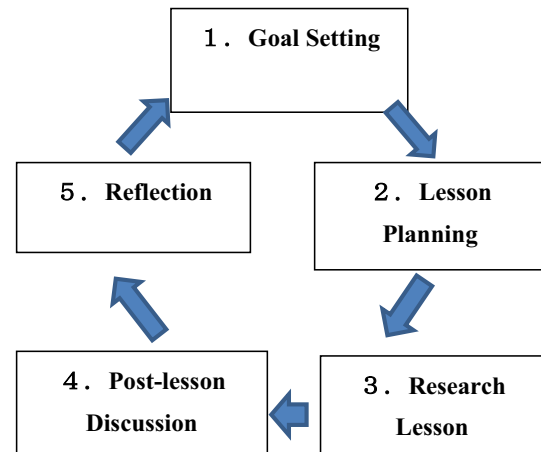 １．Goal Setting
２．Lesson
Planning
３．Research
Lesson
４．Post-lesson
Discussion
５．Reflection